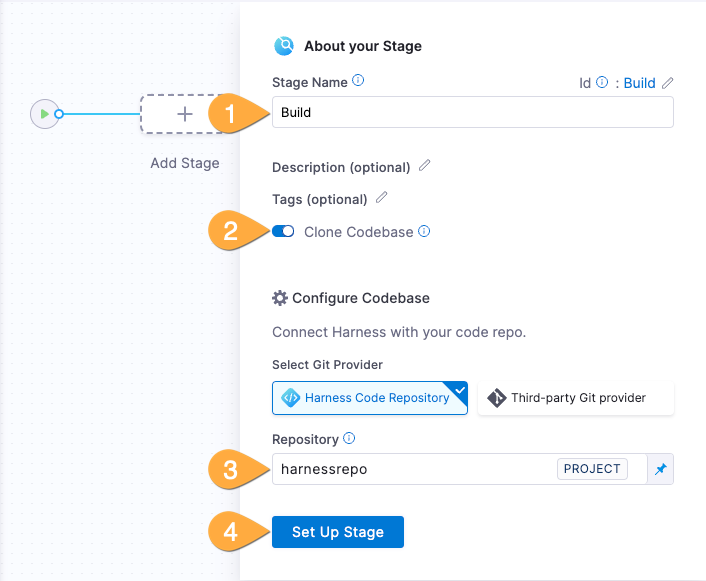 About your Stage
Stage Name
Id : Build
1
Build
Add Stage
Description (optional)
Tags (optional)
2
Clone Codebase
Configure Codebase
Connect Harness with your code repo.
Select Git Provider
Harness Code Repository
Third-party Git provider
Repository
3
harnessrepo
PROJECT
4
Set Up Stage